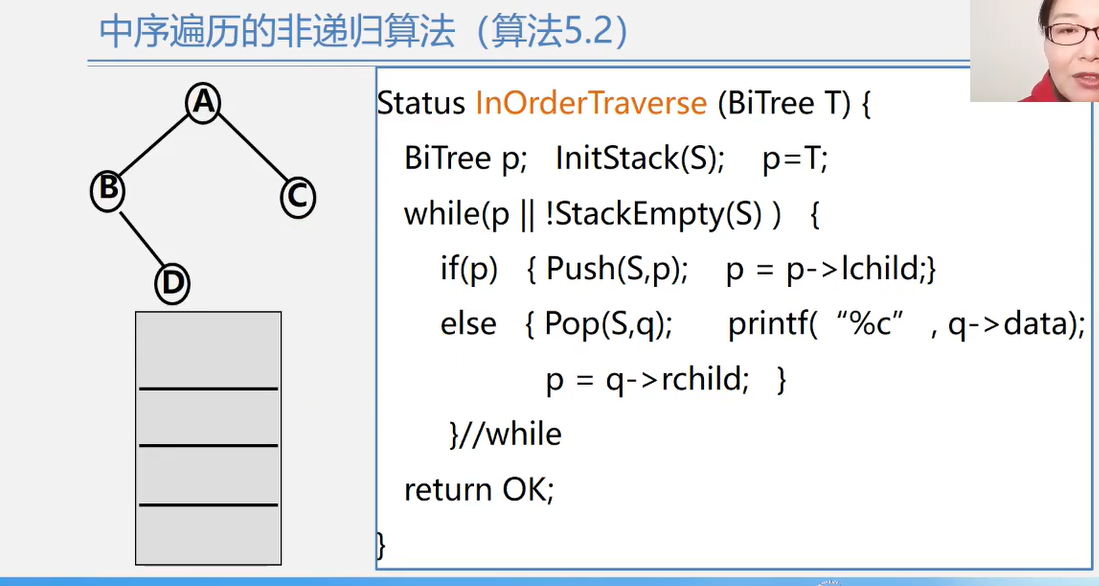 中序遍历的非递归算法（算法5.2）
A
B
C
D
Status InOrderTraverse (BiTree T) {
BiTree p; InitStack(S); p=T;
while(p || !StackEmpty(S) ) {
if(p) { Push(S,p); p = p->lchild;}
else { Pop(S,q); printf( “%c” , q->data);
p = q->rchild; }
}//while
return OK;
}